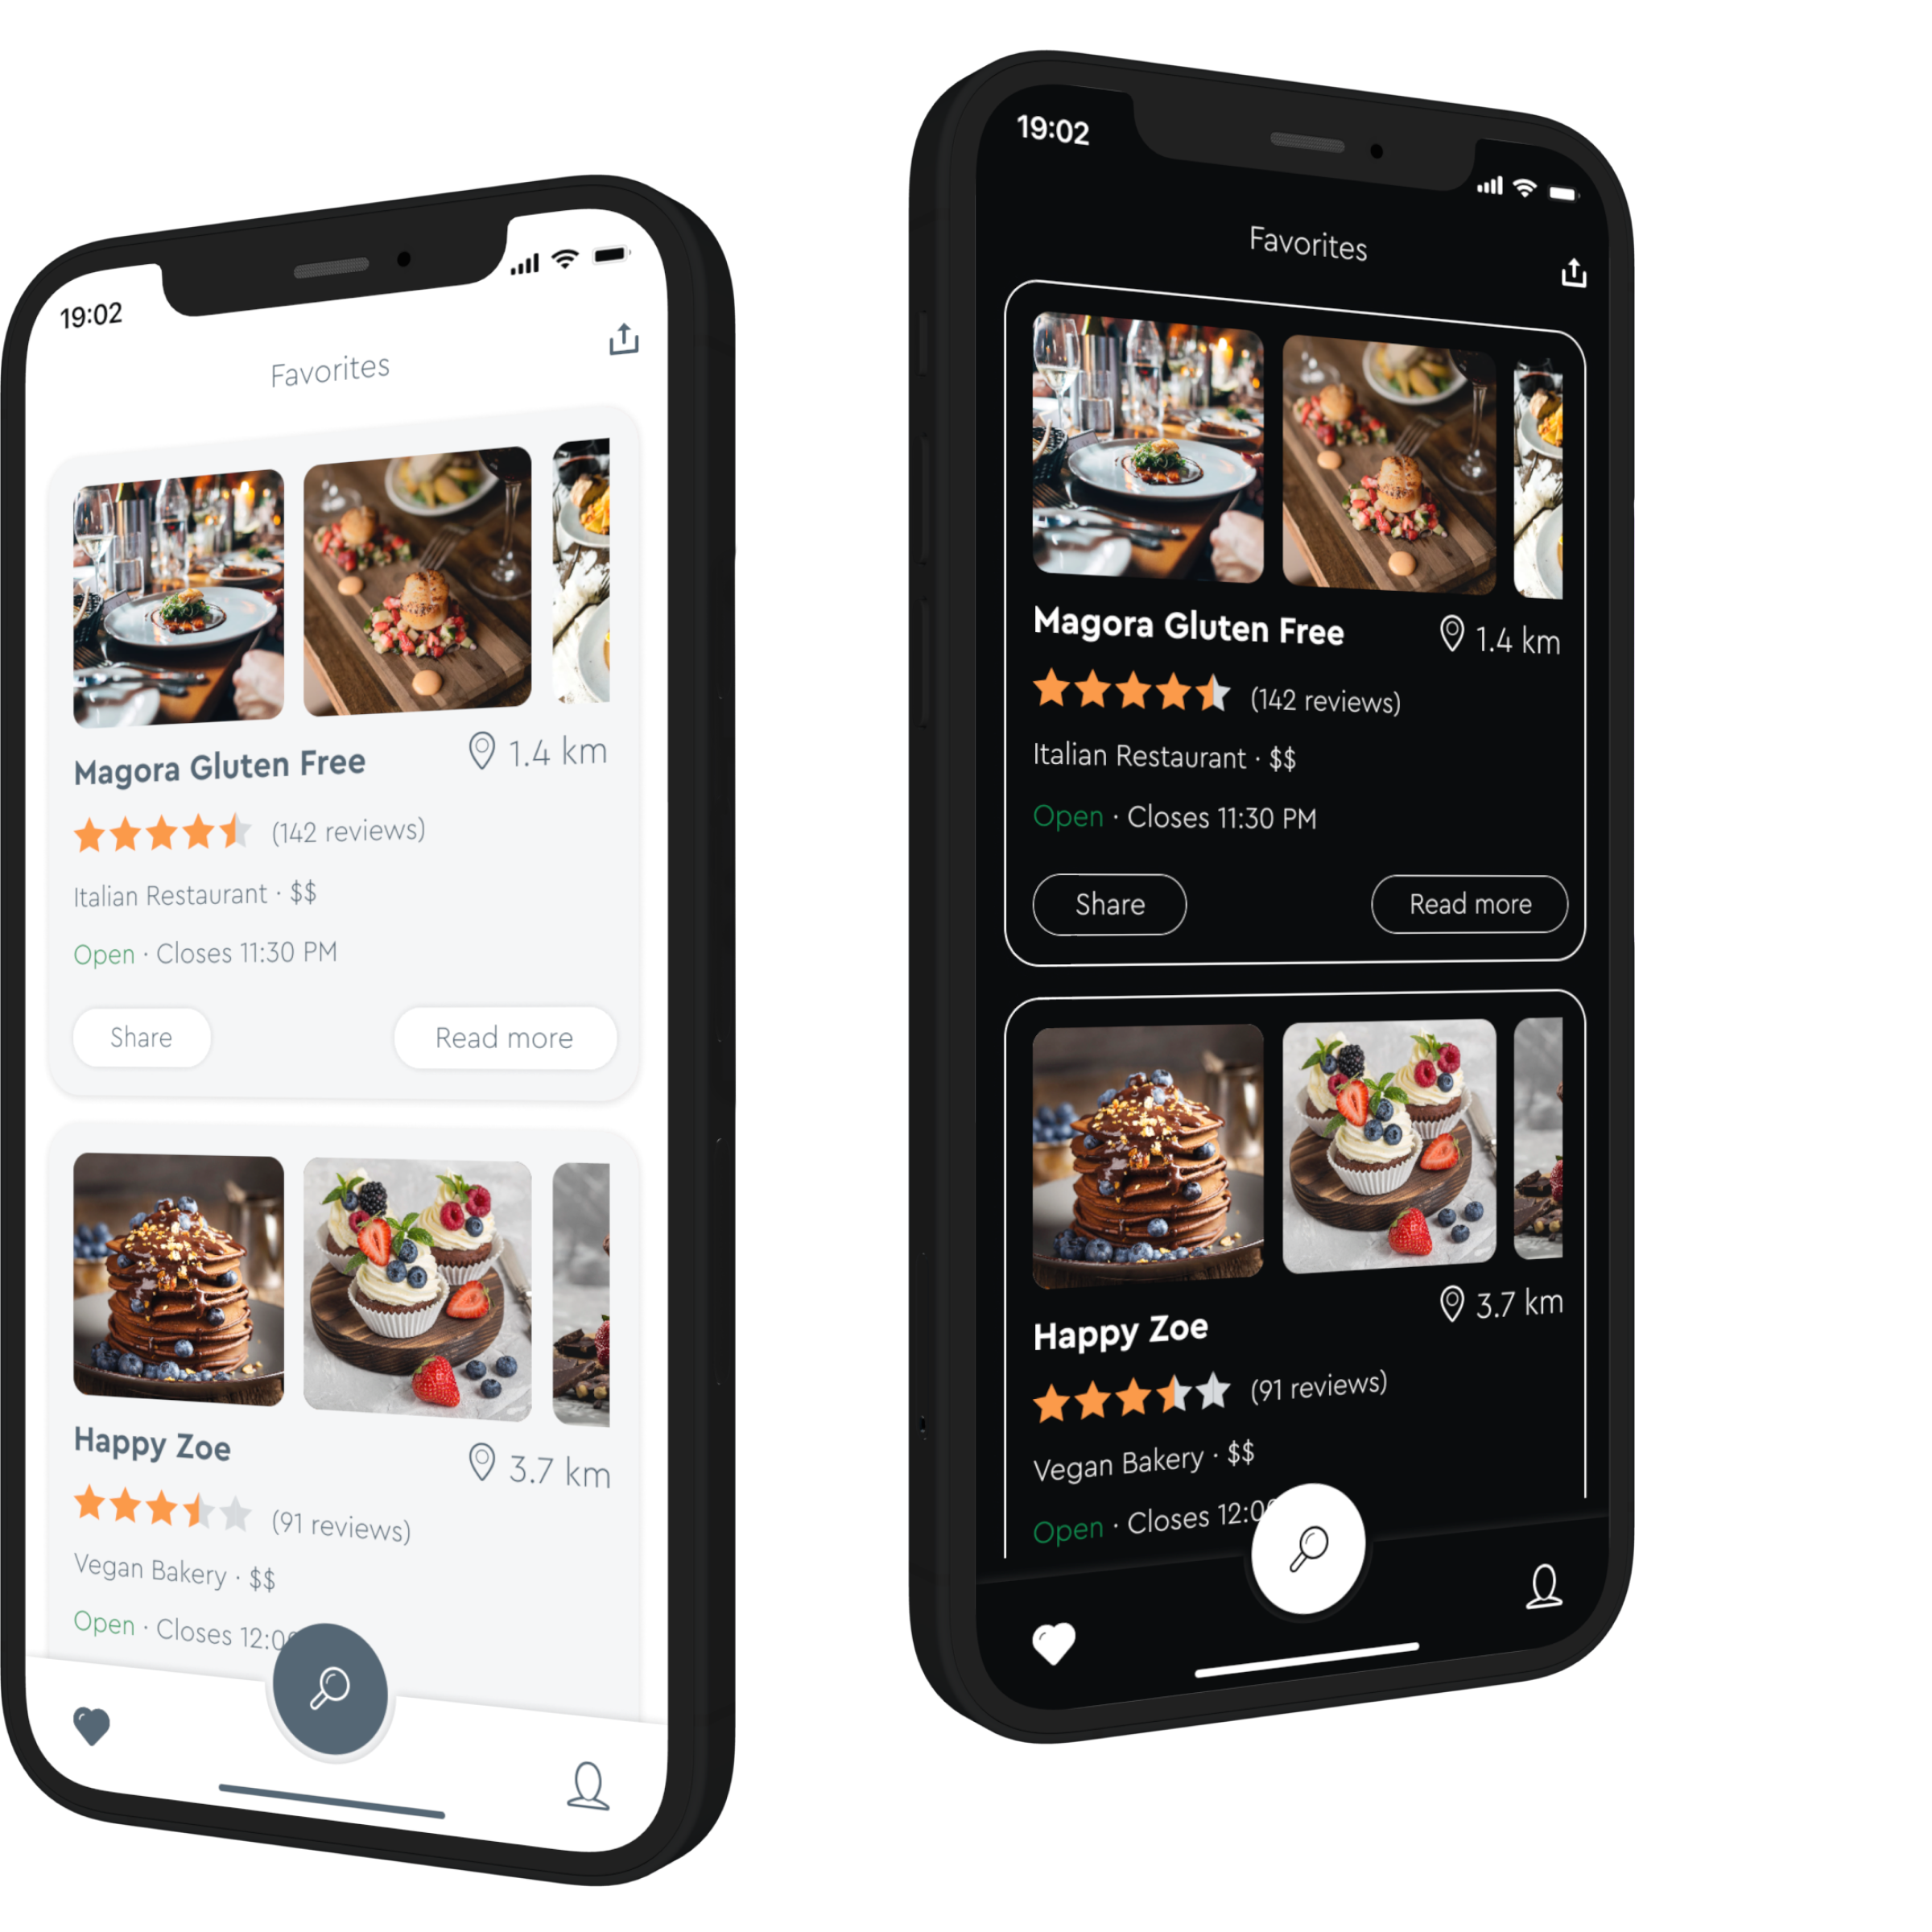 19:02
Favorites
Magora Gluten Free
1.4 km
(142 reviews)
Italian Restaurant · $$
Open · Closes 11:30 PM
Share
Read more
Happy Zoe
3.7 km
(91 reviews)
Vegan Bakery · $$
Open · Closes 12:0
19:02
Favorites
Magora Gluten Free
1.4 km
(142 reviews)
Italian Restaurant · $$
Open · Closes 11:30 PM
Share
Read more
Happy Zoe
3.7 km
(91 reviews)
Vegan Bakery · $$
Open · Closes 12:0